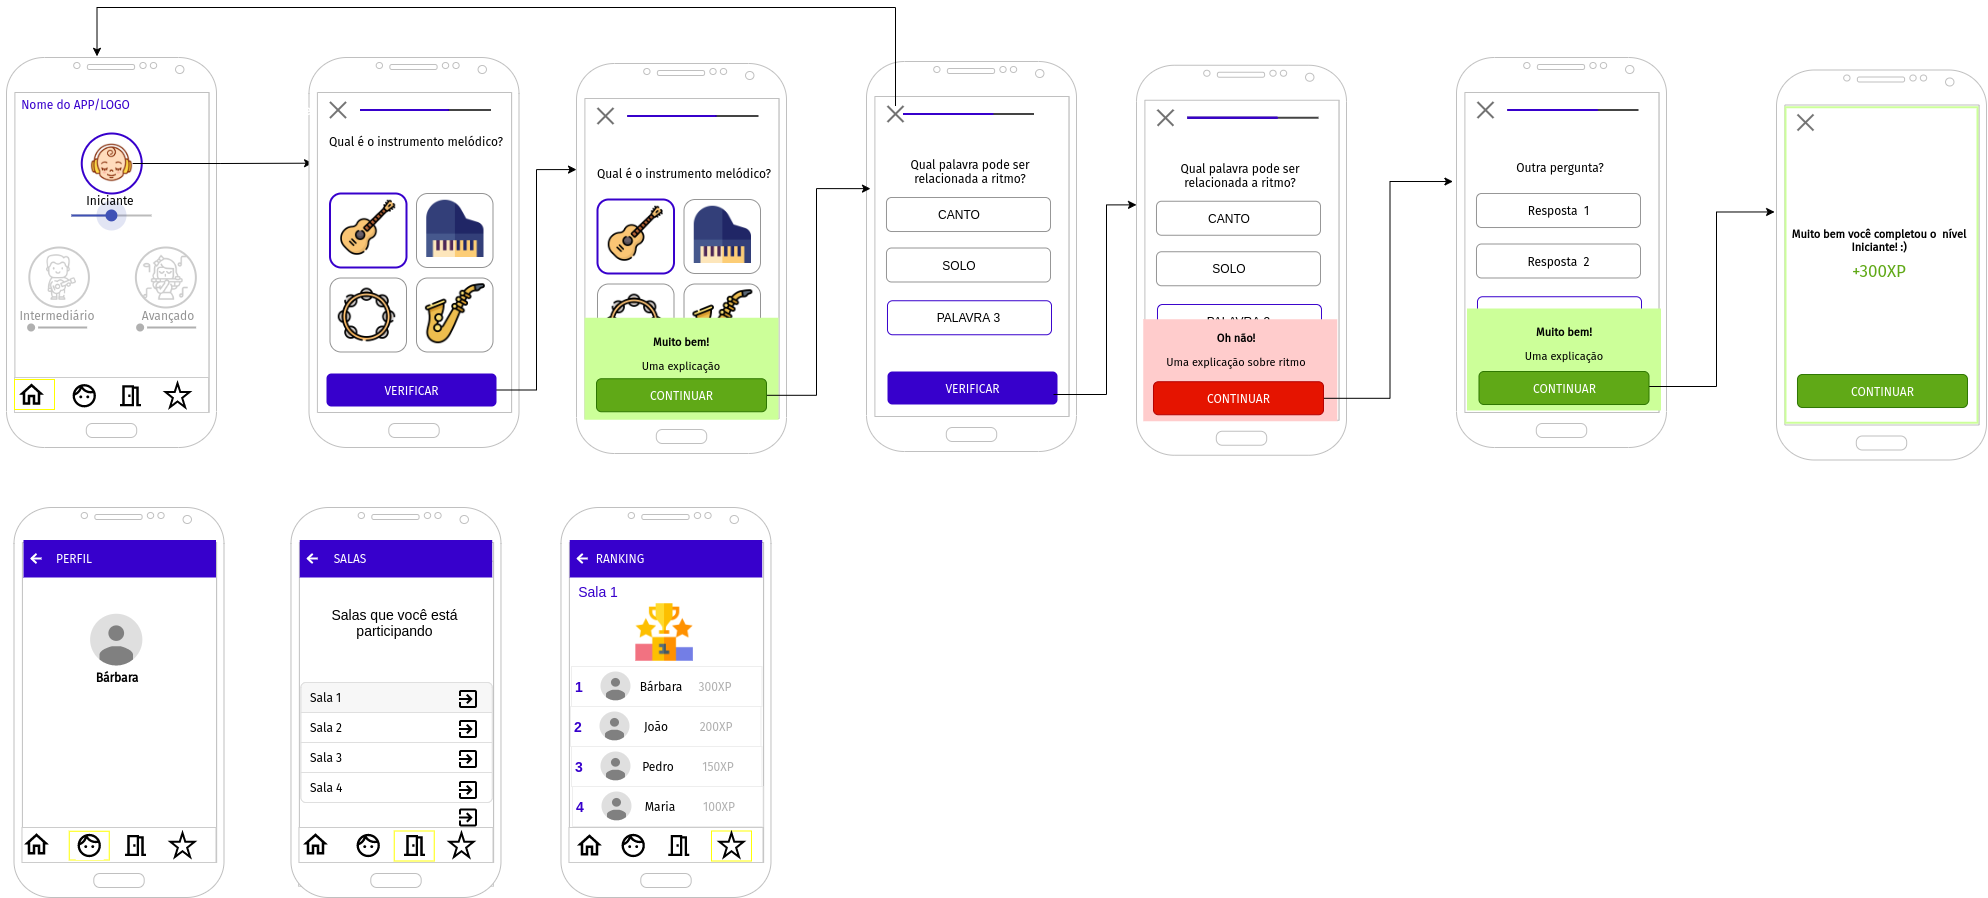 Nome do APP/LOGO
Iniciante
Intermediário
Avançado
Qual é o instrumento melódico?
VERIFICAR
Qual é o instrumento melódico?
Muito bem!
Uma explicação
CONTINUAR
Qual palavra pode ser
relacionada a ritmo?
CANTO
SOLO
PALAVRA 3
VERIFICAR
Qual palavra pode ser
relacionada a ritmo?
CANTO
SOLO
Oh não!
Uma explicação sobre ritmo
CONTINUAR
Outra pergunta?
Resposta 1
Resposta 2
Muito bem!
Uma explicação
CONTINUAR
Muito bem você completou o nível
Iniciante! :)
+300XP
CONTINUAR
PERFIL
Bárbara
SALAS
Salas que você está
participando
Sala 1
Sala 2
Sala 3
Sala 4
RANKING
Sala 1
1
1 Bárbara 300XP
2 João 200XP
3 Pedro 150XP
4 Maria 100XP